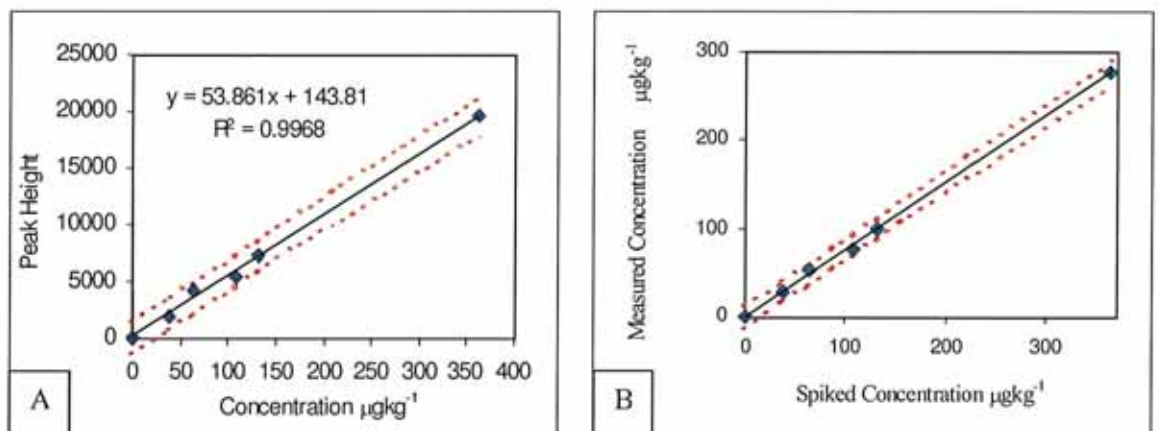 25000
20000
15000
10000
5000
0
Peak Height
y = 53.861x + 143.81
R² = 0.9968
0 50 100 150 200 250 300 350 400
Concentration µgkg⁻¹
A
300
200
100
0
Measured Concentration µgkg⁻¹
0 100 200 300
Spiked Concentration µgkg⁻¹
B